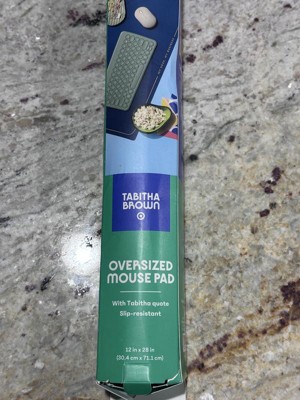 TABITHA
BROWN
OVERSIZED
MOUSE PAD
With Tabitha quote
Slip-resistant
12 in x 28 in
(30.4 cm x 71.1 cm)